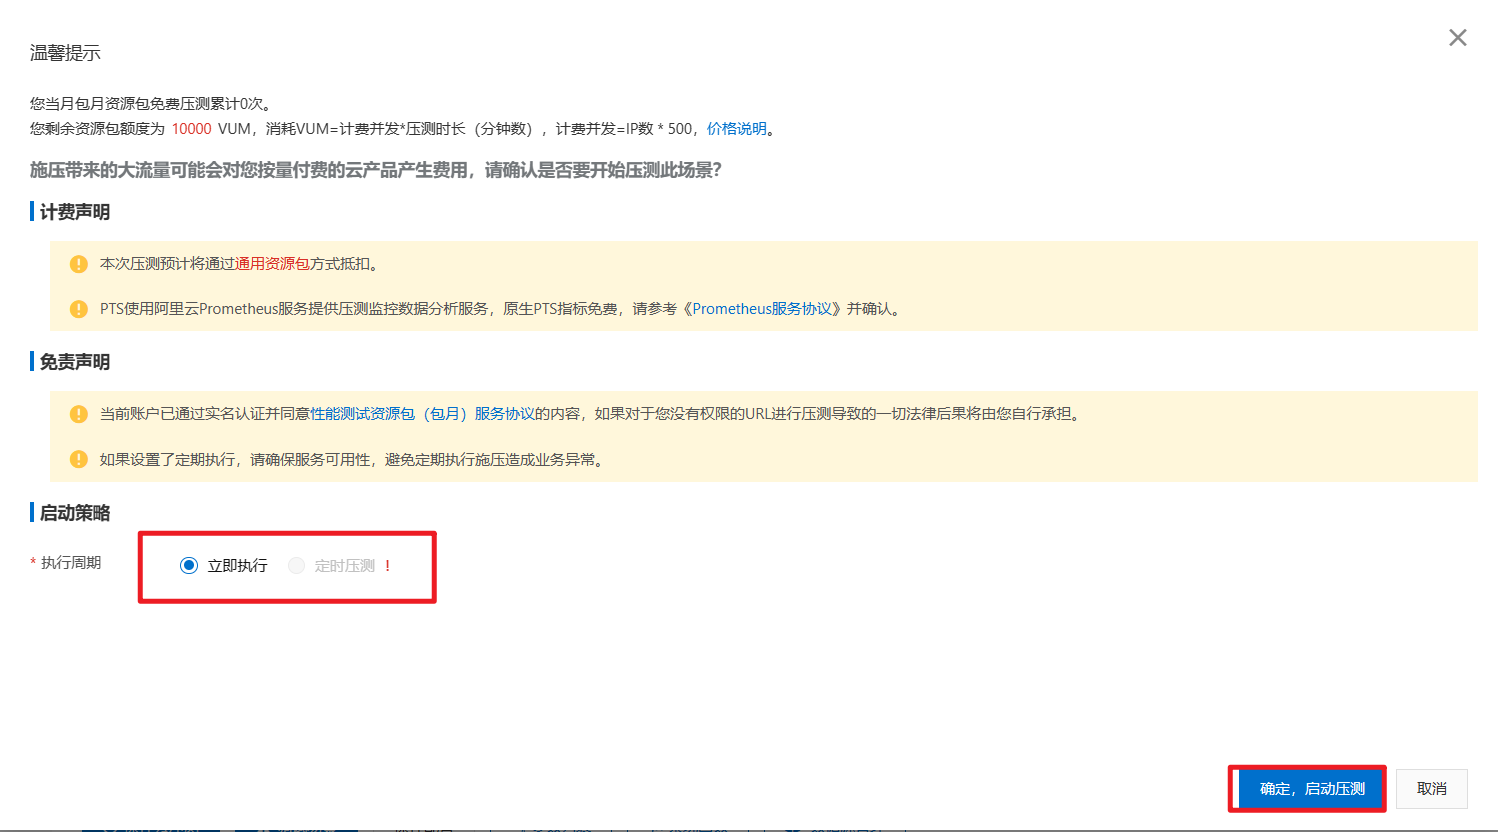 温馨提示
您当月包月资源包免费压测累计0次。
您剩余资源包额度为 10000 VUM，消耗VUM=计费并发*压测时长（分钟数），计费并发=IP数 * 500，价格说明。
施压带来的大流量可能会对您按量付费的云产品产生费用，请确认是否要开始压测此场景？
计费声明
本次压测预计将通过通用资源包方式抵扣。
PTS使用阿里云Prometheus服务提供压测监控数据分析服务，原生PTS指标免费，请参考《Prometheus服务协议》并确认。
免责声明
当前账户已通过实名认证并同意性能测试资源包（包月）服务协议的内容，如果对于您没有权限的URL进行压测导致的一切法律后果将由您自行承担。
如果设置了定期执行，请确保服务可用性，避免定期执行施压造成业务异常。
启动策略
* 执行周期 立即执行 定时压测 !
确定，启动压测 取消